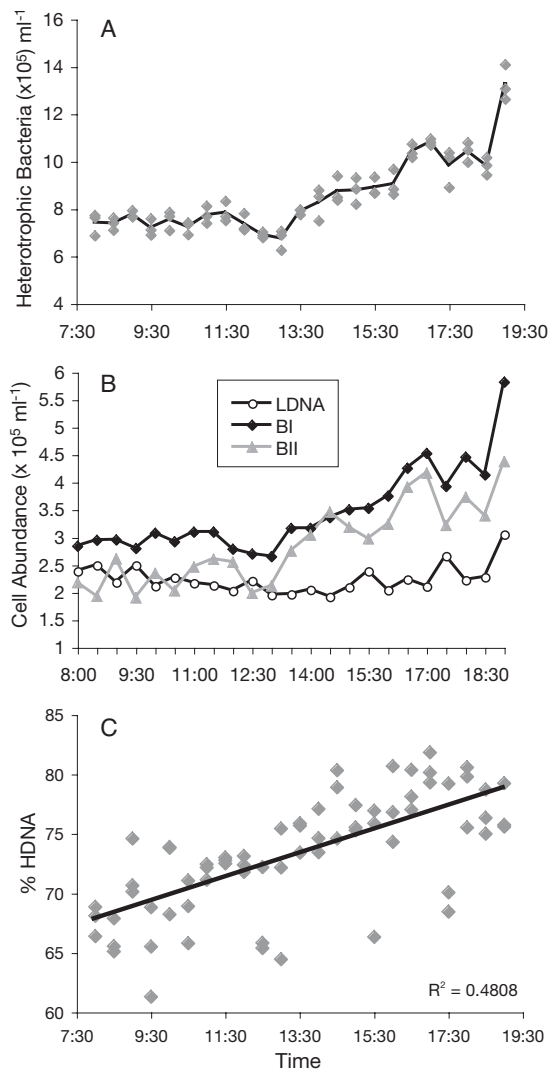 A
Heterotrophic Bacteria (x10⁵) ml⁻¹
16
14
12
10
8
6
4
7:30 9:30 11:30 13:30 15:30 17:30 19:30
B
Cell Abundance (x 10⁵ ml⁻¹)
6
5.5
5
4.5
4
3.5
3
2.5
2
1.5
1
LDNA
BI
BII
8:00 9:30 11:00 12:30 14:00 15:30 17:00 18:30
C
% HDNA
85
80
75
70
65
60
R² = 0.4808
7:30 9:30 11:30 13:30 15:30 17:30 19:30
Time